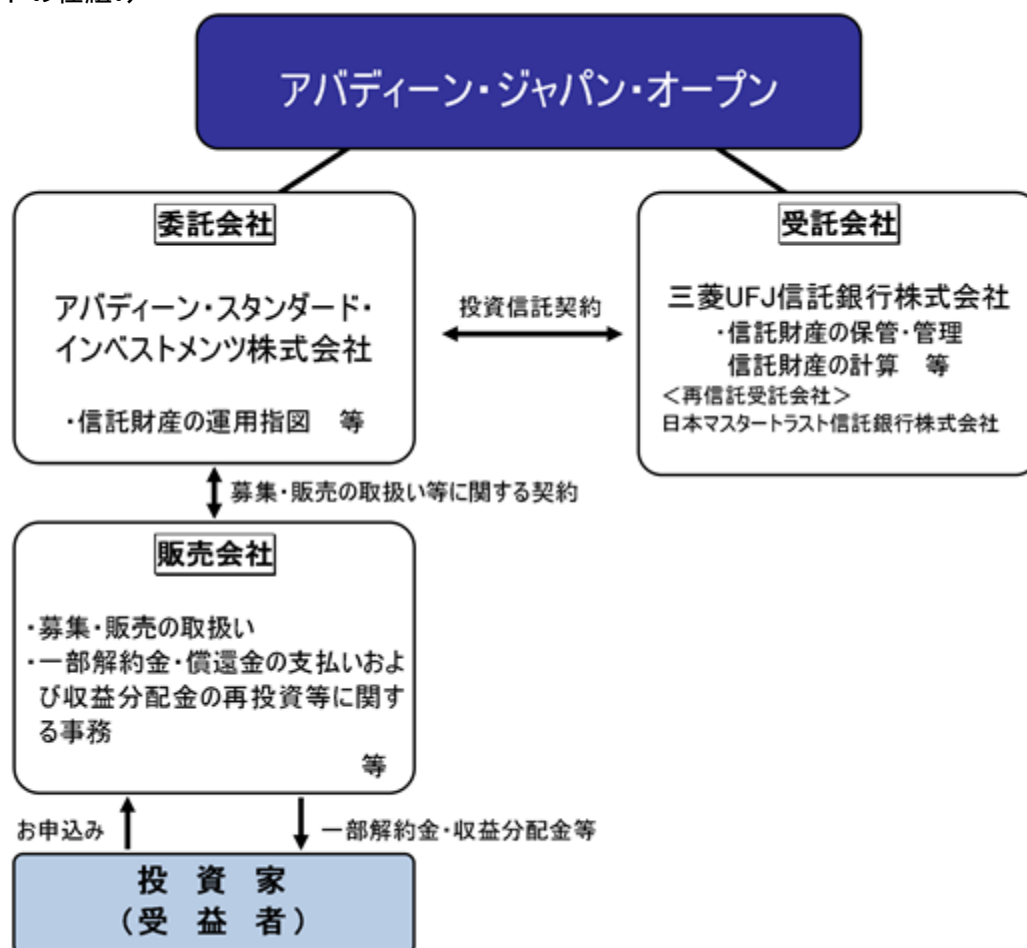 の仕組み
アバディーン・ジャパン・オープン
委託会社
アバディーン・スタンダード・
インベストメンツ株式会社
・信託財産の運用指図　等
投資信託契約
受託会社
三菱UFJ信託銀行株式会社
・信託財産の保管・管理
信託財産の計算　等
＜再信託受託会社＞
日本マスタートラスト信託銀行株式会社
募集・販売の取扱い等に関する契約
販売会社
・募集・販売の取扱い
・一部解約金・償還金の支払いおよ
び収益分配金の再投資等に関す
る事務
等
お申込み
一部解約金・収益分配金等
投　資　家
（受　益　者）